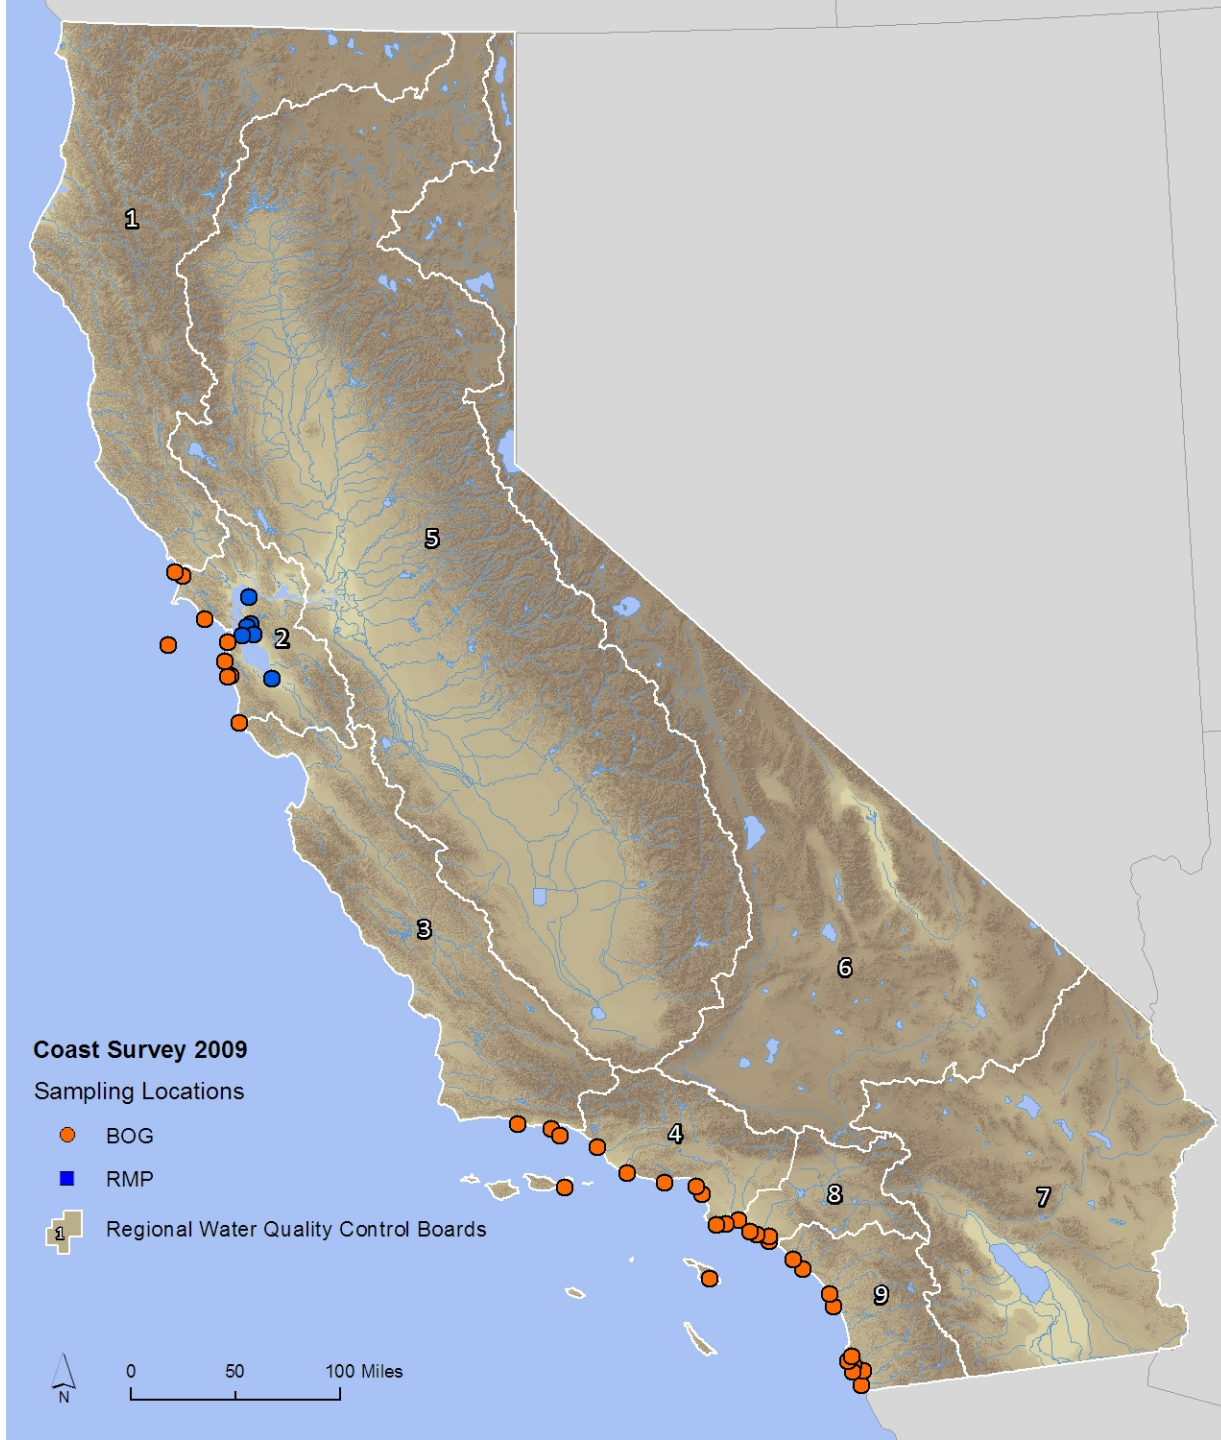 1
5
2
3
6
Coast Survey 2009
Sampling Locations
4
BOG
RMP
8
7
1
Regional Water Quality Control Boards
9
0 50 100 Miles
N